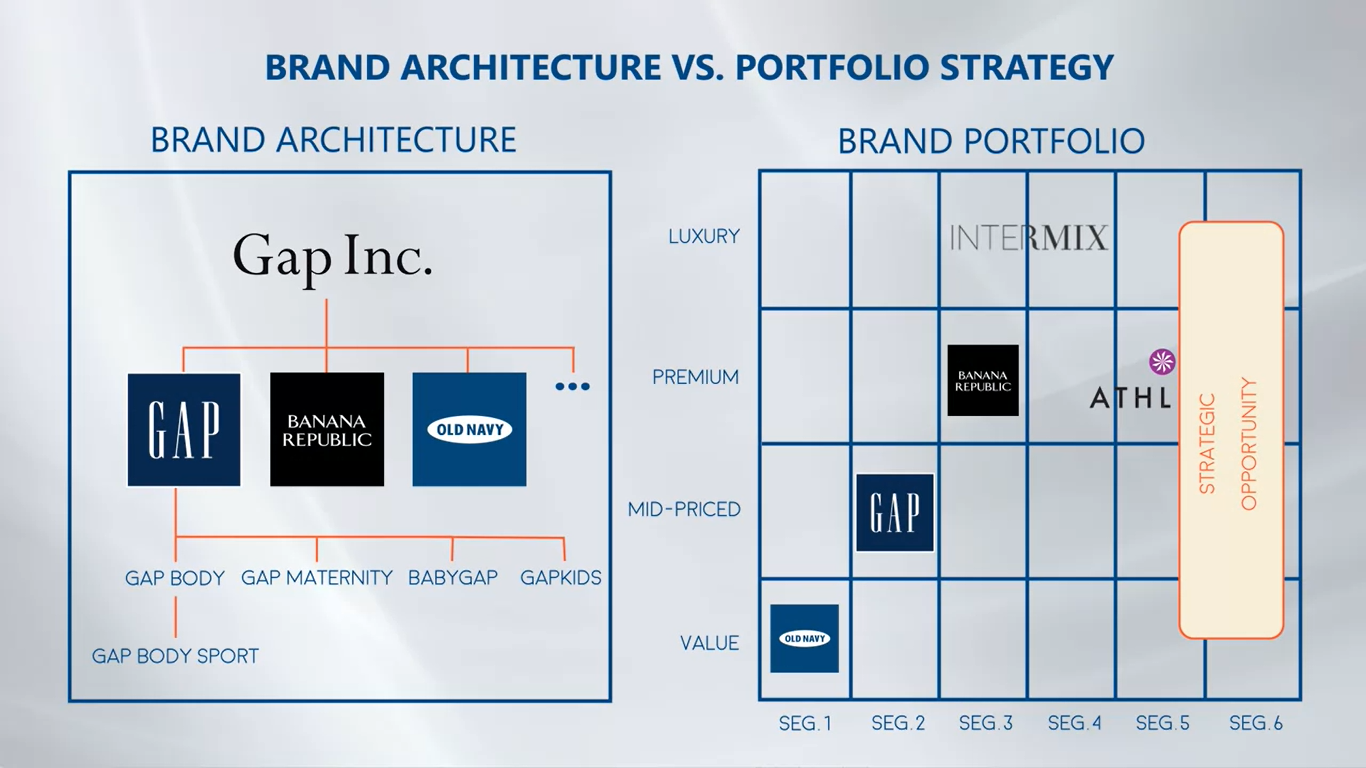 BRAND ARCHITECTURE VS. PORTFOLIO STRATEGY
BRAND ARCHITECTURE
Gap Inc.
GAP
BANANA
REPUBLIC
OLD NAVY
GAP BODY
GAP MATERNITY
BABYGAP
GAPKIDS
GAP BODY SPORT
BRAND PORTFOLIO
LUXURY
INTERMIX
PREMIUM
BANANA
REPUBLIC
ATHL
MID-PRICED
GAP
VALUE
OLD NAVY
STRATEGIC
OPPORTUNITY
SEG.1
SEG.2
SEG.3
SEG.4
SEG.5
SEG.6